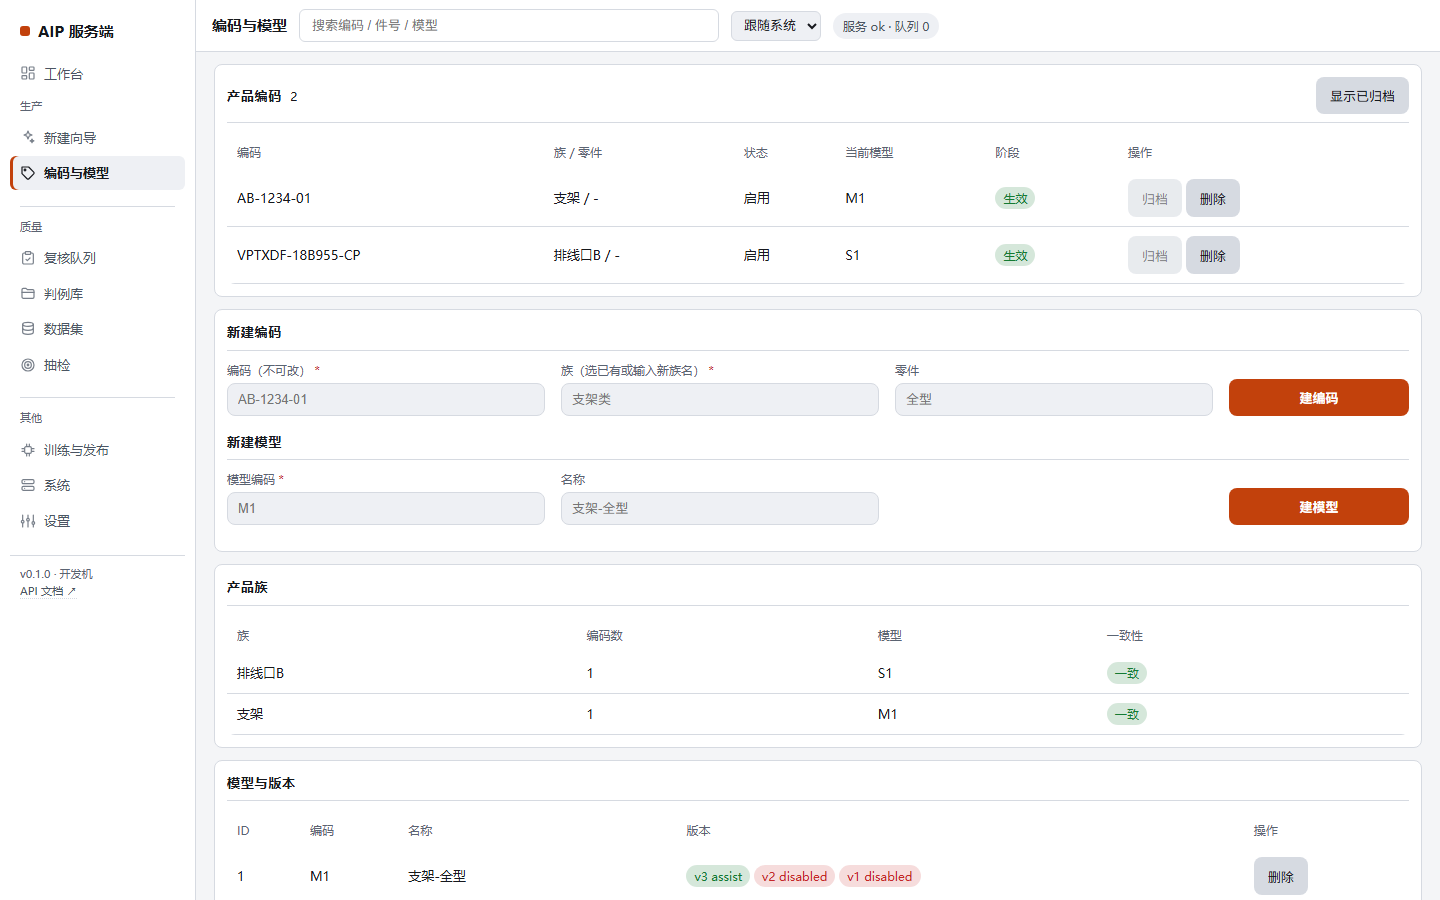 AIP 服务端
工作台
生产
新建向导
编码与模型
质量
复核队列
判例库
数据集
抽检
其他
训练与发布
系统
设置
v0.1.0 · 开发机
API 文档 ↗
编码与模型 搜索编码 / 件号 / 模型 跟随系统 服务 ok · 队列 0
产品编码 2 显示已归档
编码 族 / 零件 状态 当前模型 阶段 操作
AB-1234-01 支架 / - 启用 M1 生效 归档 删除
VPTXDF-18B955-CP 排线口B / - 启用 S1 生效 归档 删除
新建编码
编码（不可改） * 族（选已有或输入新族名） * 零件
AB-1234-01 支架类 全型 建编码
新建模型
模型编码 * 名称
M1 支架-全型 建模型
产品族
族 编码数 模型 一致性
排线口B 1 S1 一致
支架 1 M1 一致
模型与版本
ID 编码 名称 版本 操作
1 M1 支架-全型 v3 assist v2 disabled v1 disabled 删除